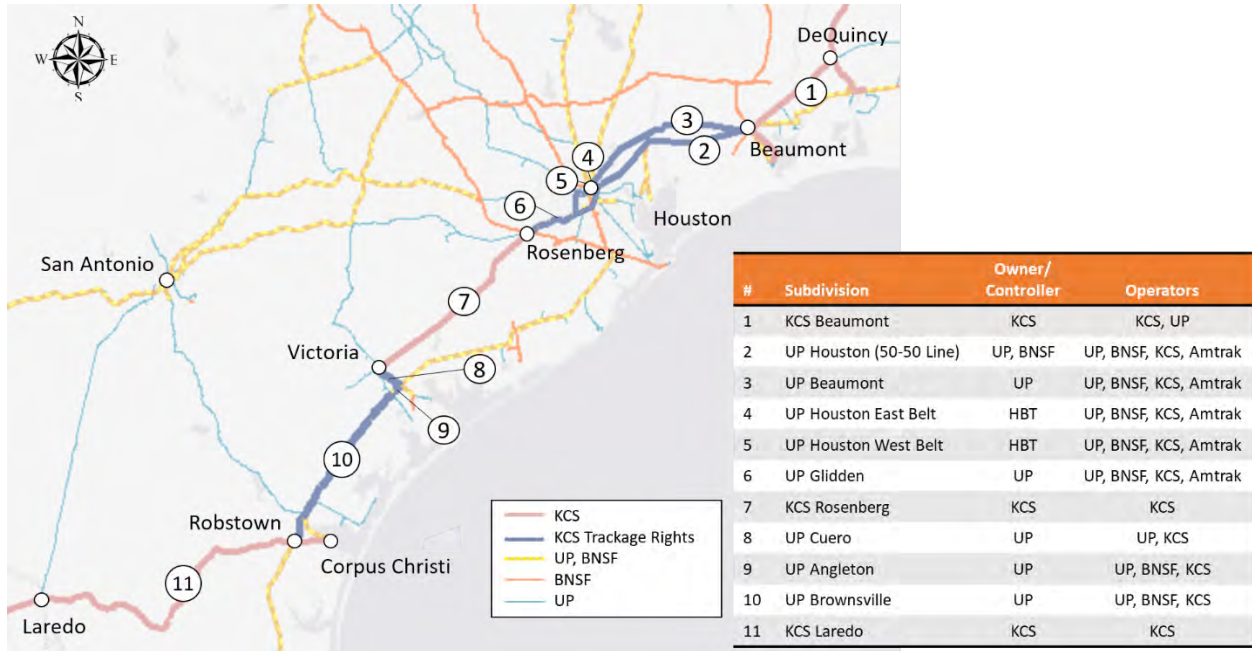 N
W E
S
DeQuincy
1
3
Beaumont
2
4
5
6
Houston
Rosenberg
San Antonio
7
Victoria
8
9
10
Robstown
Corpus Christi
11
Laredo
KCS
KCS Trackage Rights
UP, BNSF
BNSF
UP
# Subdivision Owner/ Controller Operators
1 KCS Beaumont KCS KCS, UP
2 UP Houston (50-50 Line) UP, BNSF UP, BNSF, KCS, Amtrak
3 UP Beaumont UP UP, BNSF, KCS, Amtrak
4 UP Houston East Belt HBT UP, BNSF, KCS, Amtrak
5 UP Houston West Belt HBT UP, BNSF, KCS, Amtrak
6 UP Glidden UP UP, BNSF, KCS, Amtrak
7 KCS Rosenberg KCS KCS
8 UP Cuero UP UP, KCS
9 UP Angleton UP UP, BNSF, KCS
10 UP Brownsville UP UP, BNSF, KCS
11 KCS Laredo KCS KCS